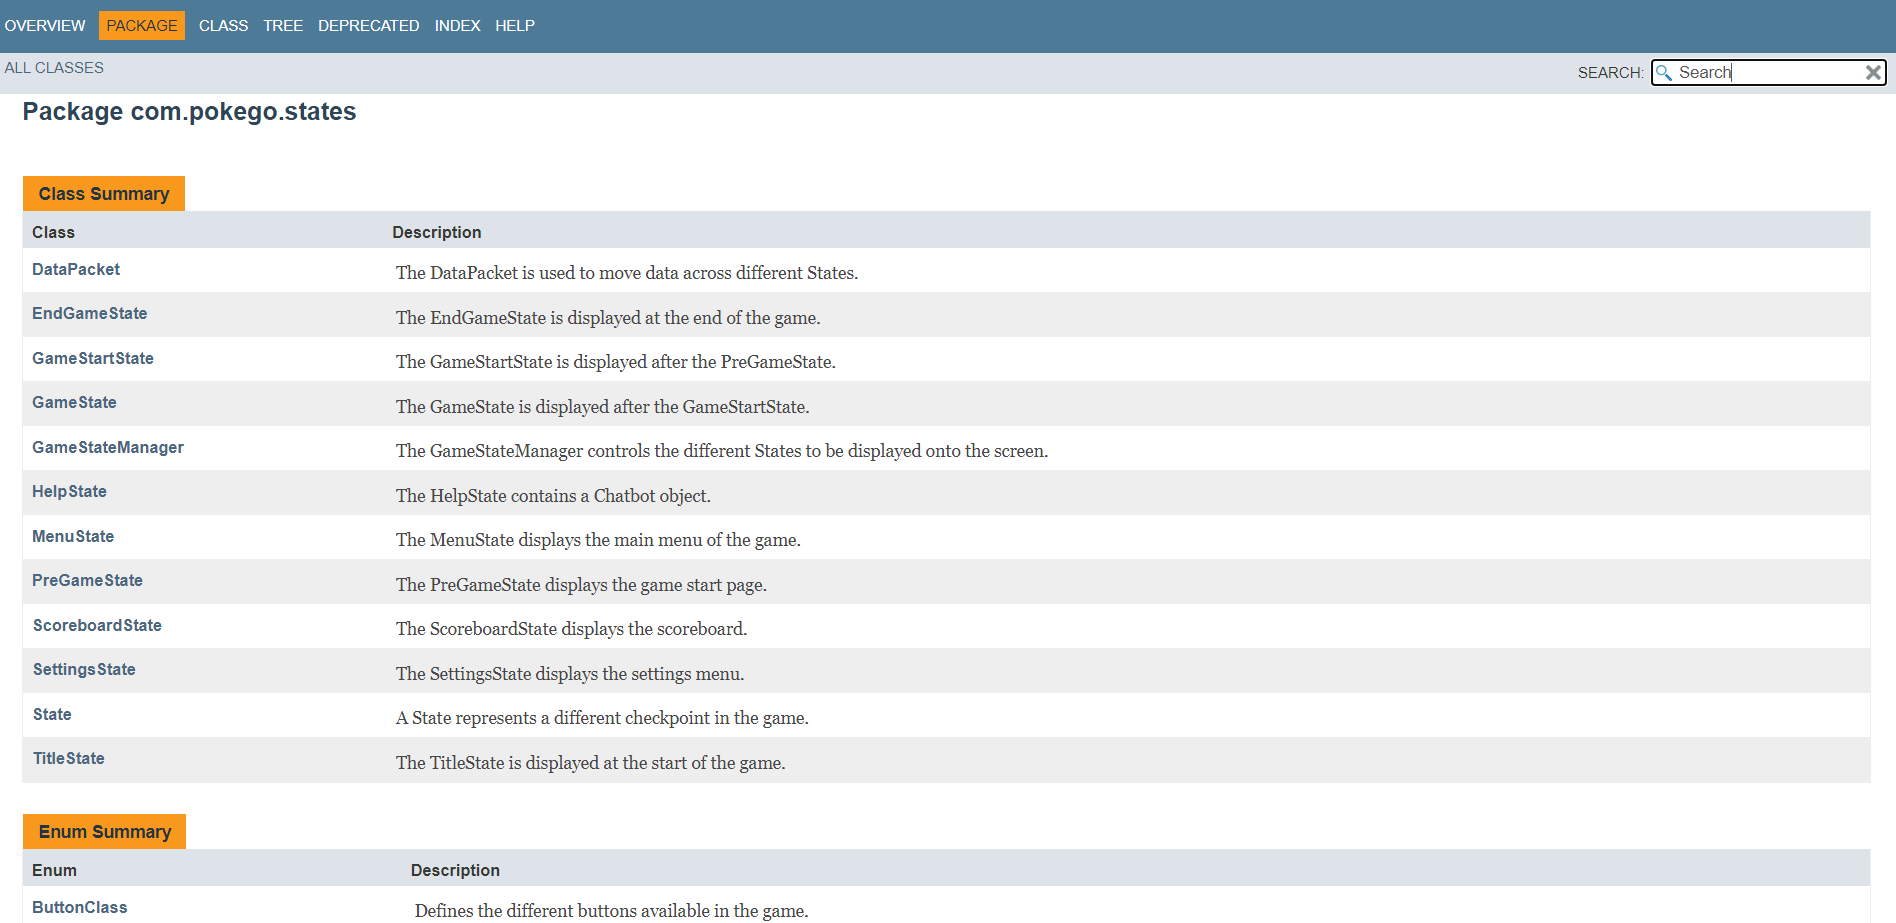 OVERVIEW PACKAGE CLASS TREE DEPRECATED INDEX HELP
ALL CLASSES SEARCH: Search
Package com.pokego.states
Class Summary
Class Description
DataPacket The DataPacket is used to move data across different States.
EndGameState The EndGameState is displayed at the end of the game.
GameStartState The GameStartState is displayed after the PreGameState.
GameState The GameState is displayed after the GameStartState.
GameStateManager The GameStateManager controls the different States to be displayed onto the screen.
HelpState The HelpState contains a Chatbot object.
MenuState The MenuState displays the main menu of the game.
PreGameState The PreGameState displays the game start page.
ScoreboardState The ScoreboardState displays the scoreboard.
SettingsState The SettingsState displays the settings menu.
State A State represents a different checkpoint in the game.
TitleState The TitleState is displayed at the start of the game.
Enum Summary
Enum Description
ButtonClass Defines the different buttons available in the game.